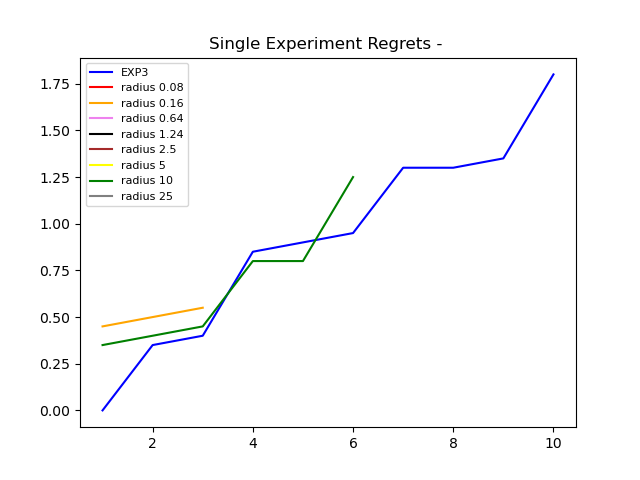 Single Experiment Regrets -
EXP3
radius 0.08
radius 0.16
radius 0.64
radius 1.24
radius 2.5
radius 5
radius 10
radius 25
1.75
1.50
1.25
1.00
0.75
0.50
0.25
0.00
2 4 6 8 10